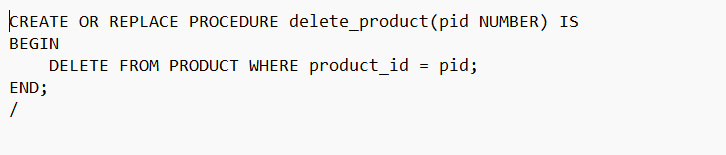 CREATE OR REPLACE PROCEDURE delete_product(pid NUMBER) IS
BEGIN
    DELETE FROM PRODUCT WHERE product_id = pid;
END;
/